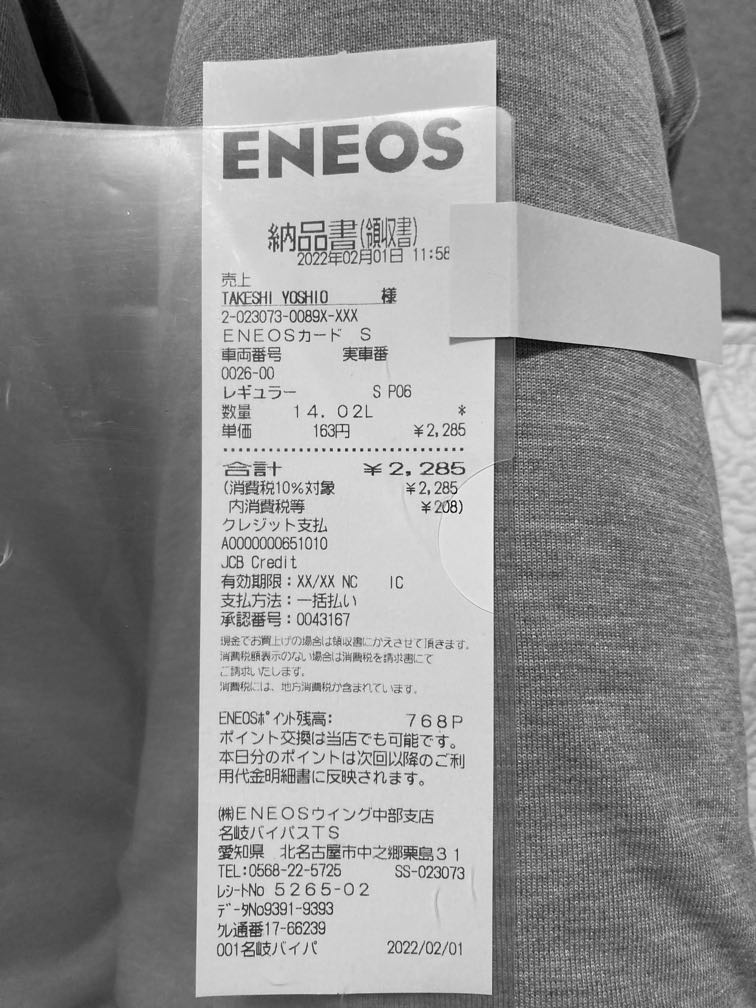 ENEOS
納品書(領収書)
2022年02月01日 11:58
売上
TAKESHI YOSHIO 様
2-023073-0089X-XXX
ENEOSカード S
車両番号 実車番
0026-00
レギュラー S P06
数量 14.02L *
単価 163円 ¥2,285
合計 ¥2,285
(消費税10%対象 ¥2,285
内消費税等 ¥208)
クレジット支払
A0000000651010
JCB Credit
有効期限:XX/XX NC IC
支払方法:一括払い
承認番号:0043167
現金でお買上げの場合は領収書にかえさせて頂きます。
消費税額表示のない場合は消費税を請求書にて
ご請求いたします。
消費税には、地方消費税が含まれています。
ENEOSポイント残高: 768P
ポイント交換は当店でも可能です。
本日分のポイントは次回以降のご利
用代金明細書に反映されます。
㈱ENEOSウイング中部支店
名岐バイパスTS
愛知県 北名古屋市中之郷栗島31
TEL:0568-22-5725 SS-023073
レシートNo 5265-02
データNo9391-9393
クレ通番17-66239
001名岐バイパ 2022/02/01